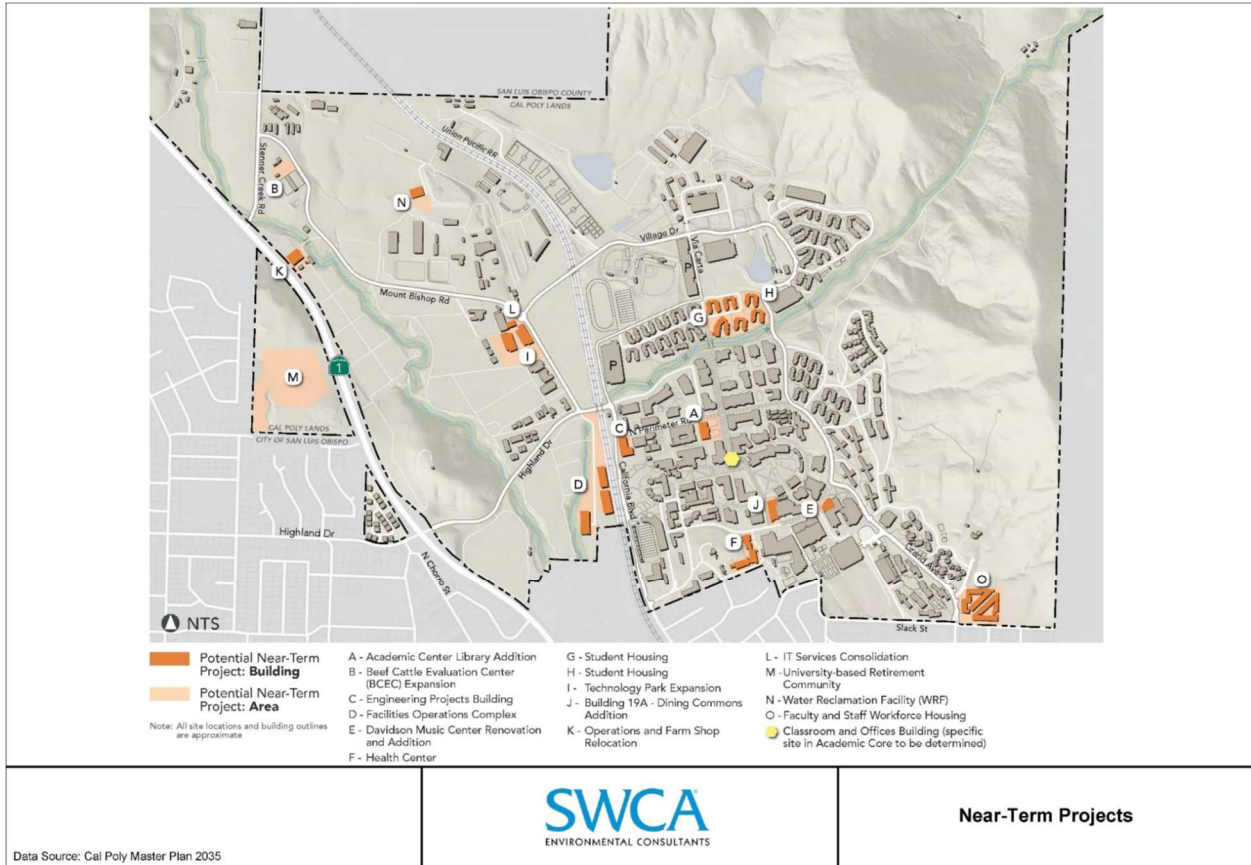 SAN LUIS OBISPO COUNTY
CAL POLY LANDS
Union Pacific RR
Stenner Creek Rd
B
N
K
Mount Bishop Rd
Village Dr
Via Carta
P
H
G
L
I
P
M
1
CAL POLY LANDS
CITY OF SAN LUIS OBISPO
A
C
N Perimeter Rd
Highland Dr
D
California Blvd
J
E
F
Highland Dr
N Chorro St
Grand Ave
O
Slack St
NTS
Potential Near-Term
Project: Building
Potential Near-Term
Project: Area
Note: All site locations and building outlines
are approximate
A - Academic Center Library Addition
B - Beef Cattle Evaluation Center
(BCEC) Expansion
C - Engineering Projects Building
D - Facilities Operations Complex
E - Davidson Music Center Renovation
and Addition
F - Health Center
G - Student Housing
H - Student Housing
I - Technology Park Expansion
J - Building 19A - Dining Commons
Addition
K - Operations and Farm Shop
Relocation
L - IT Services Consolidation
M - University-based Retirement
Community
N - Water Reclamation Facility (WRF)
O - Faculty and Staff Workforce Housing
Classroom and Offices Building (specific
site in Academic Core to be determined)
Data Source: Cal Poly Master Plan 2035
SWCA
ENVIRONMENTAL CONSULTANTS
Near-Term Projects